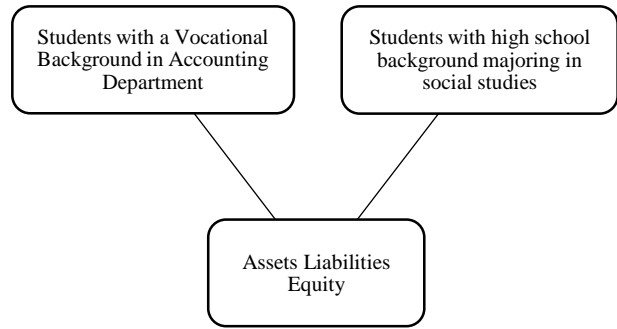 Students with a Vocational
Background in Accounting
Department
Students with high school
background majoring in
social studies
Assets Liabilities
Equity